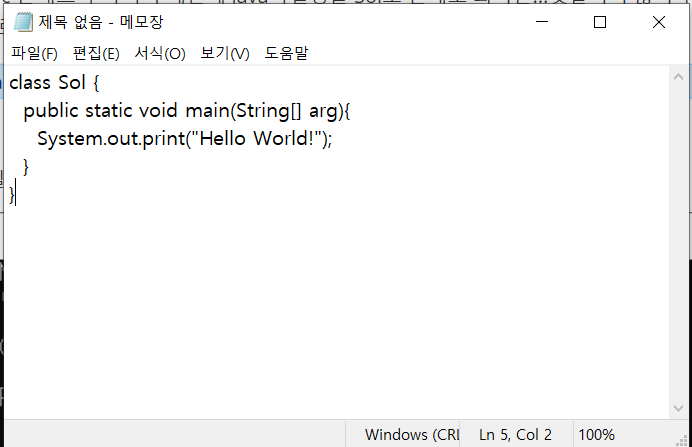 제목 없음 - 메모장
파일(F) 편집(E) 서식(O) 보기(V) 도움말
class Sol {
public static void main(String[] arg){
System.out.print("Hello World!");
}
}
Windows (CRL Ln 5, Col 2 100%